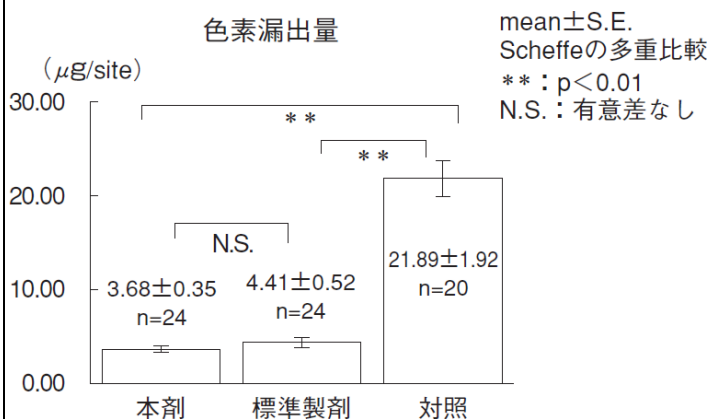 色素漏出量
mean±S.E.
Scheffeの多重比較
**：p＜0.01
N.S.：有意差なし
（μg/site）
30.00
20.00
10.00
0.00
**
**
N.S.
3.68±0.35
n=24
4.41±0.52
n=24
21.89±1.92
n=20
本剤 標準製剤 対照